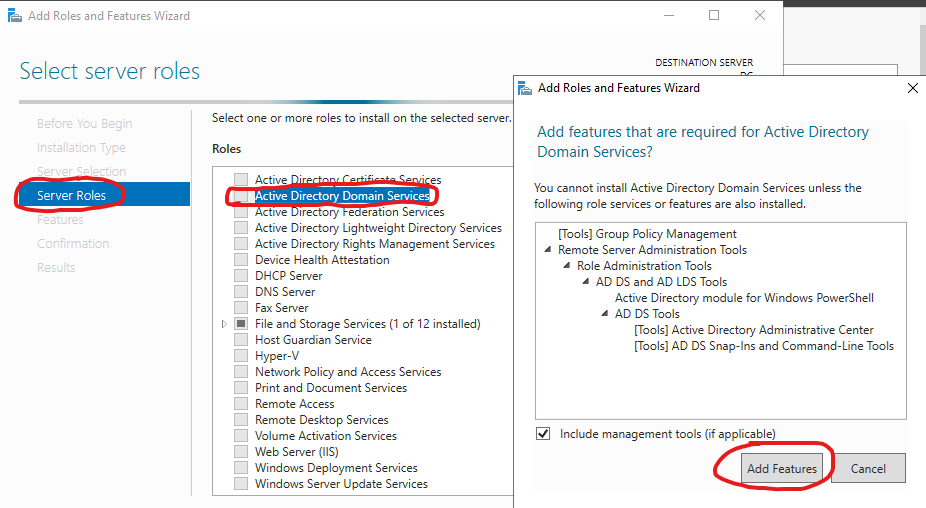 Add Roles and Features Wizard
Select server roles
DESTINATION SERVER
Before You Begin
Installation Type
Server Selection
Server Roles
Features
Confirmation
Results
Select one or more roles to install on the selected server.
Roles
Active Directory Certificate Services
Active Directory Domain Services
Active Directory Federation Services
Active Directory Lightweight Directory Services
Active Directory Rights Management Services
Device Health Attestation
DHCP Server
DNS Server
Fax Server
File and Storage Services (1 of 12 installed)
Host Guardian Service
Hyper-V
Network Policy and Access Services
Print and Document Services
Remote Access
Remote Desktop Services
Volume Activation Services
Web Server (IIS)
Windows Deployment Services
Windows Server Update Services
Add Roles and Features Wizard
Add features that are required for Active Directory
Domain Services?
You cannot install Active Directory Domain Services unless the
following role services or features are also installed.
[Tools] Group Policy Management
Remote Server Administration Tools
Role Administration Tools
AD DS and AD LDS Tools
Active Directory module for Windows PowerShell
AD DS Tools
[Tools] Active Directory Administrative Center
[Tools] AD DS Snap-Ins and Command-Line Tools
Include management tools (if applicable)
Add Features
Cancel